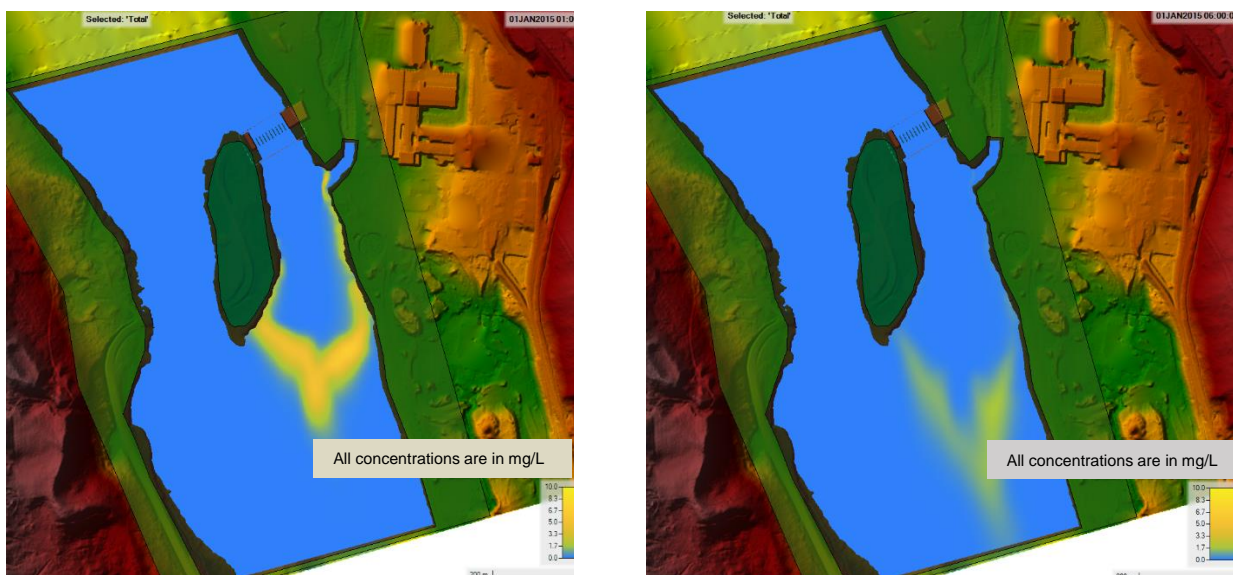 Selected: 'Total'
01JAN2015 01:0
All concentrations are in mg/L
10.0
8.3
6.7
5.0
3.3
1.7
0.0
Selected: 'Total'
01JAN2015 06:00:0
All concentrations are in mg/L
10.0
8.3
6.7
5.0
3.3
1.7
0.0